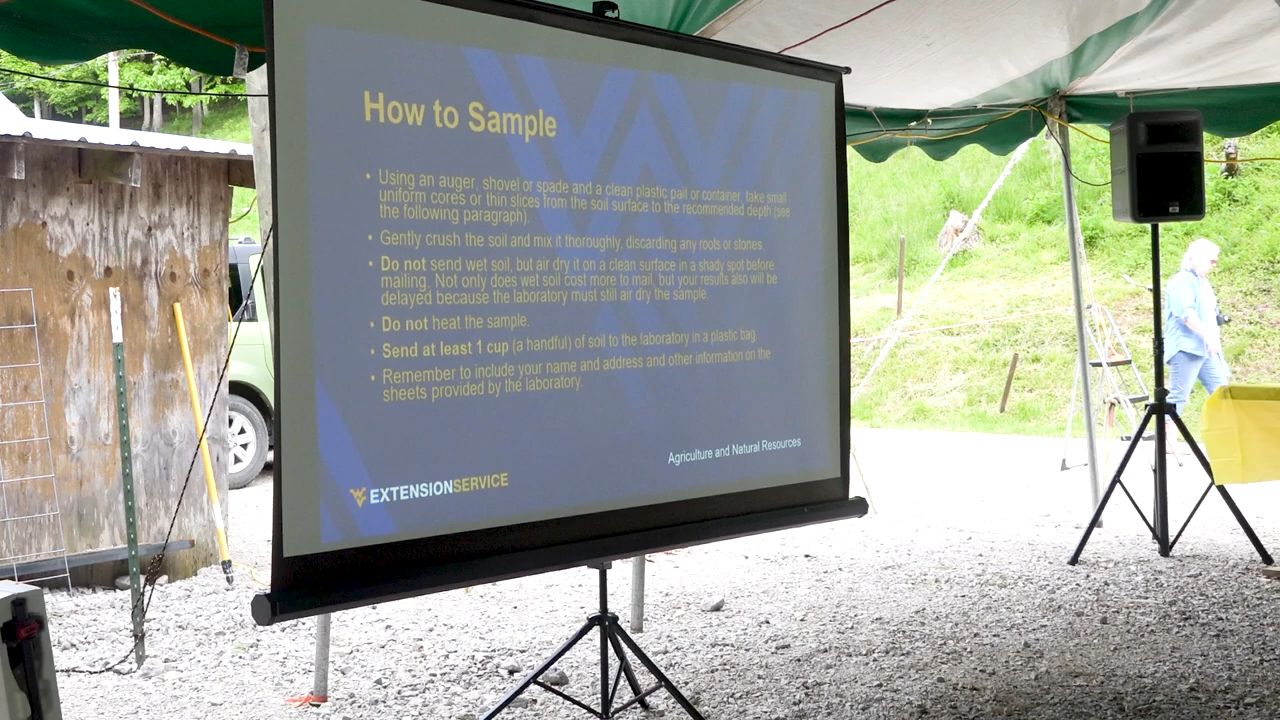 How to Sample
• Using an auger, shovel or spade and a clean plastic pail or container, take small
uniform cores or thin slices from the soil surface to the recommended depth (see
the following paragraph).
• Gently crush the soil and mix it thoroughly, discarding any roots or stones.
• Do not send wet soil, but air dry it on a clean surface in a shady spot before
mailing. Not only does wet soil cost more to mail, but your results also will be
delayed because the laboratory must still air dry the sample.
• Do not heat the sample.
• Send at least 1 cup (a handful) of soil to the laboratory in a plastic bag
• Remember to include your name and address and other information on the
sheets provided by the laboratory.
Agriculture and Natural Resources
EXTENSIONSERVICE